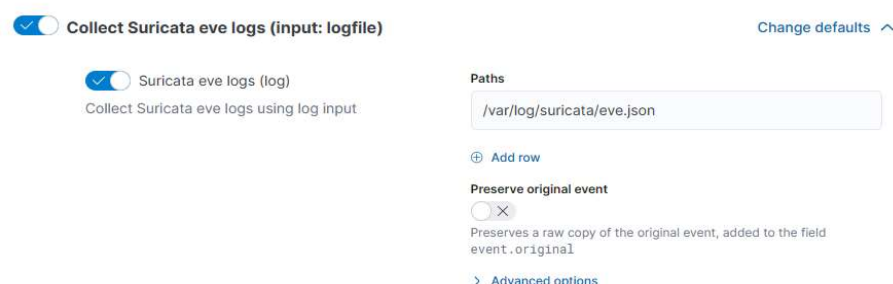 Collect Suricata eve logs (input: logfile)
Change defaults
Suricata eve logs (log)
Collect Suricata eve logs using log input
Paths
/var/log/suricata/eve.json
Add row
Preserve original event
Preserves a raw copy of the original event, added to the field
event.original
Advanced options